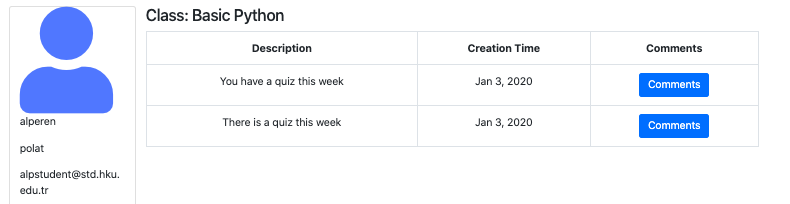 Class: Basic Python
Description Creation Time Comments
You have a quiz this week Jan 3, 2020 Comments
There is a quiz this week Jan 3, 2020 Comments
alperen
polat
alpstudent@std.hku.
edu.tr